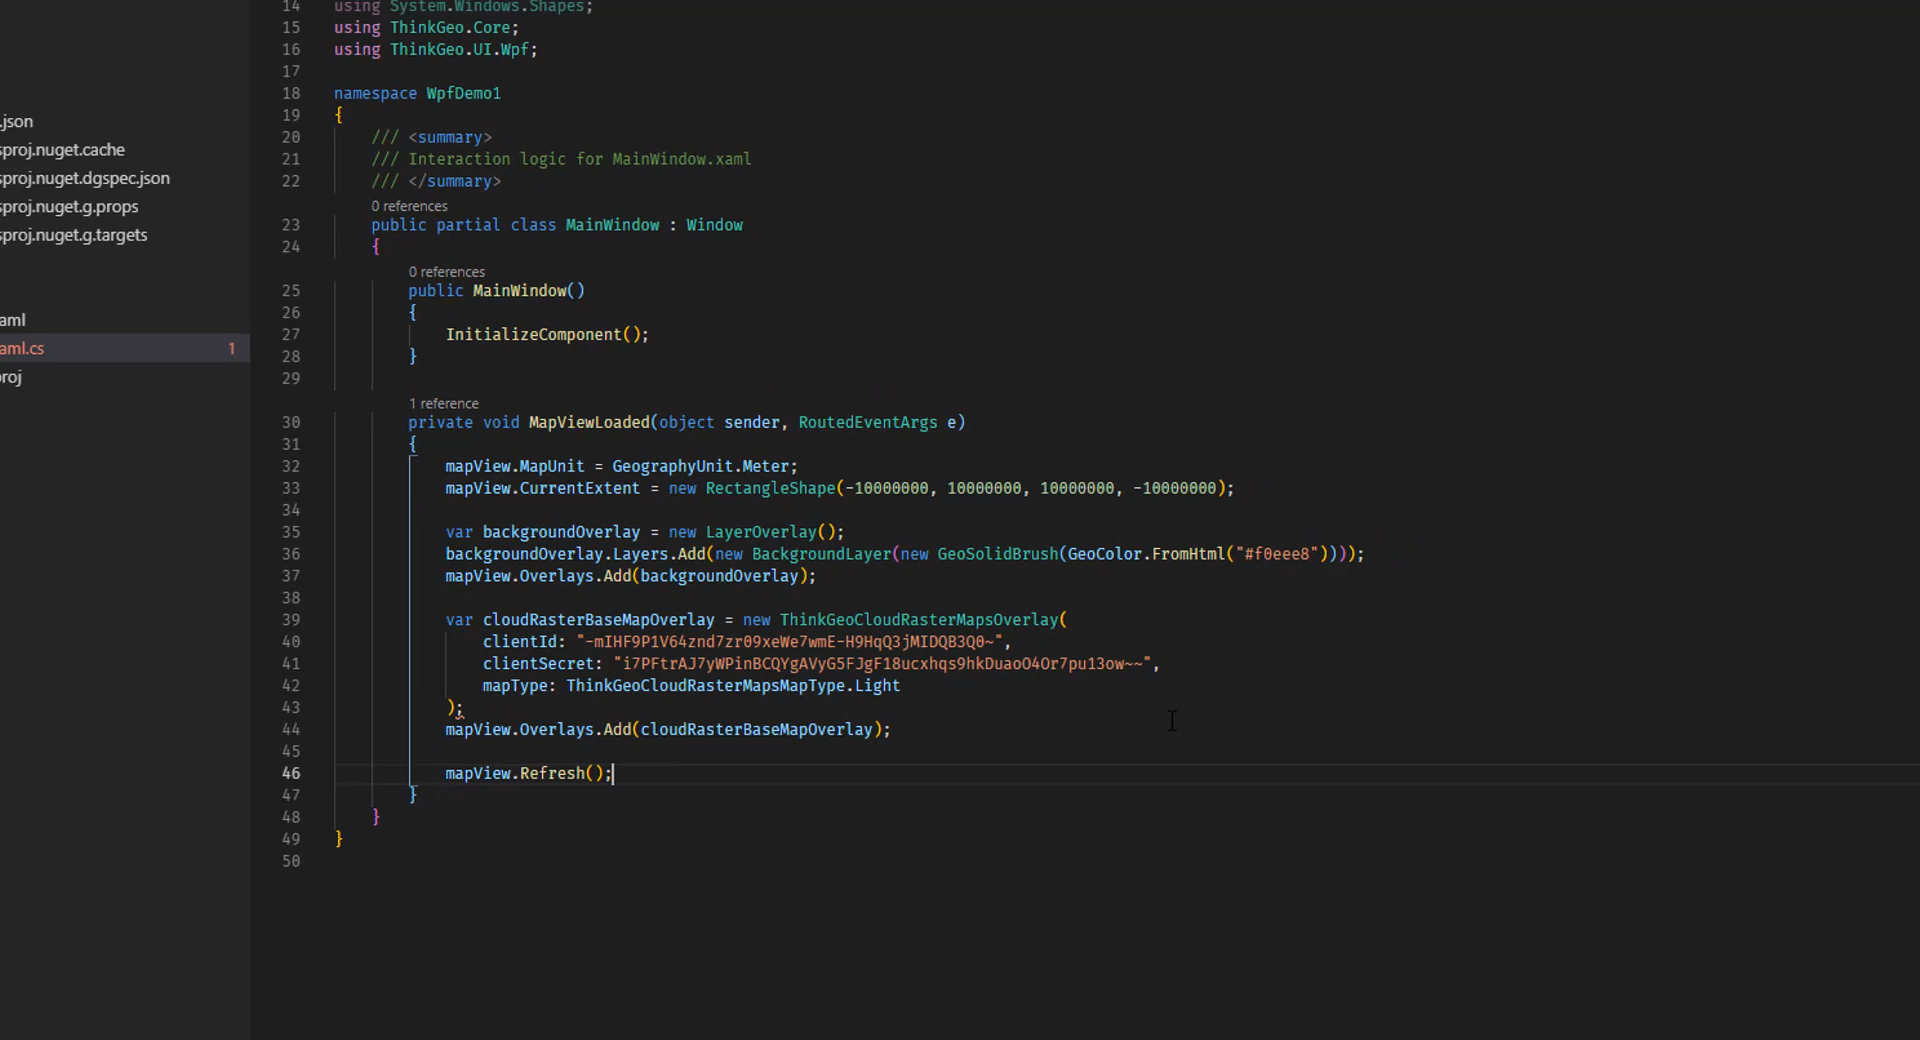 .json
sproj.nuget.cache
sproj.nuget.dgspec.json
sproj.nuget.g.props
sproj.nuget.g.targets
aml
aml.cs 1
proj
14 using System.Windows.Shapes;
15 using ThinkGeo.Core;
16 using ThinkGeo.UI.Wpf;
17
18 namespace WpfDemo1
19 {
20 /// <summary>
21 /// Interaction logic for MainWindow.xaml
22 /// </summary>
0 references
23 public partial class MainWindow : Window
24 {
0 references
25 public MainWindow()
26 {
27 InitializeComponent();
28 }
29
1 reference
30 private void MapViewLoaded(object sender, RoutedEventArgs e)
31 {
32 mapView.MapUnit = GeographyUnit.Meter;
33 mapView.CurrentExtent = new RectangleShape(-10000000, 10000000, 10000000, -10000000);
34
35 var backgroundOverlay = new LayerOverlay();
36 backgroundOverlay.Layers.Add(new BackgroundLayer(new GeoSolidBrush(GeoColor.FromHtml("#f0eee8"))));
37 mapView.Overlays.Add(backgroundOverlay);
38
39 var cloudRasterBaseMapOverlay = new ThinkGeoCloudRasterMapsOverlay(
40 clientId: "-mIHF9P1V64znd7zr09xeWe7wmE-H9HqQ3jMIDQB3Q0~",
41 clientSecret: "i7PFtrAJ7yWPinBCQYgAVyG5FJgF18ucxhqs9hkDuaoO4Or7pu13ow~~",
42 mapType: ThinkGeoCloudRasterMapsMapType.Light
43 );
44 mapView.Overlays.Add(cloudRasterBaseMapOverlay);
45
46 mapView.Refresh();
47 }
48 }
49 }
50